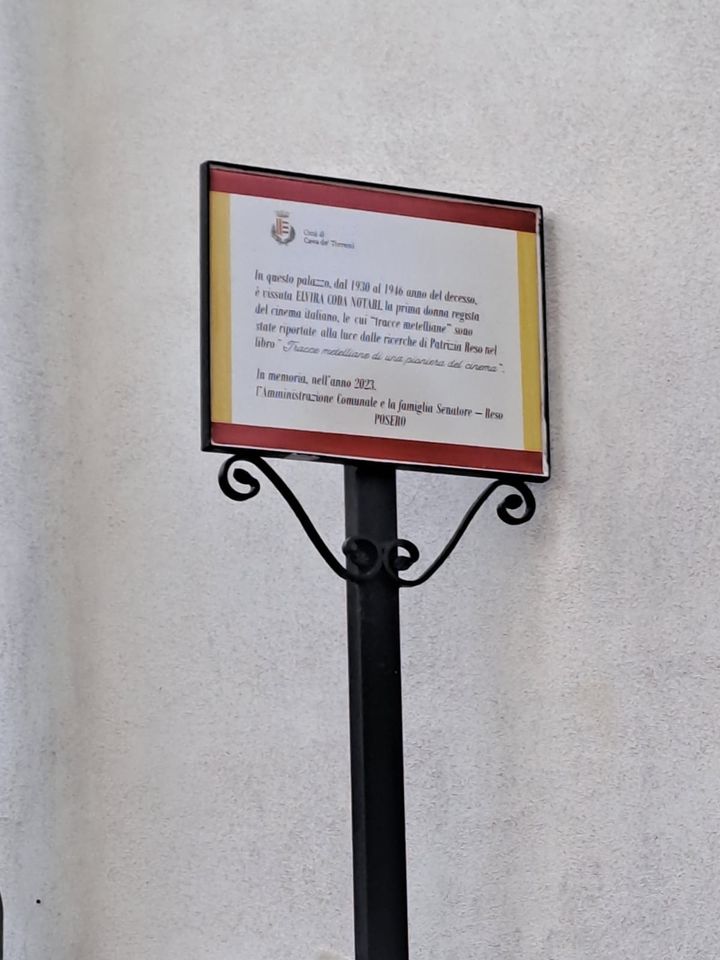 Città di
Cava de' Tirreni
In questo palazzo, dal 1930 al 1946 anno del decesso,
è vissuta ELVIRA CODA NOTARI, la prima donna regista
del cinema italiano, le cui "tracce metelliane" sono
state riportate alla luce dalle ricerche di Patrizia Reso nel
libro "Tracce metelliane di una pioniera del cinema".
In memoria, nell'anno 2023,
l'Amministrazione Comunale e la famiglia Senatore – Reso
POSERO